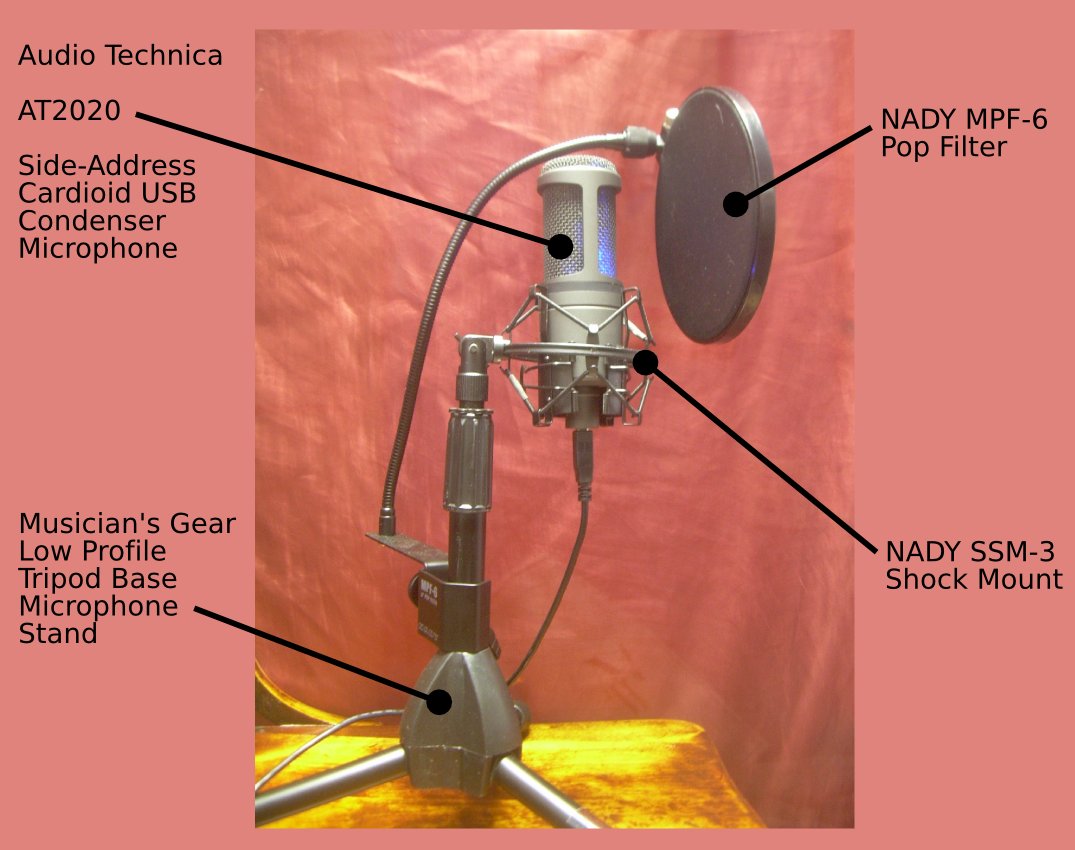 Audio Technica
AT2020
Side-Address
Cardioid USB
Condenser
Microphone
NADY MPF-6
Pop Filter
Musician's Gear
Low Profile
Tripod Base
Microphone
Stand
NADY SSM-3
Shock Mount
MPF-6